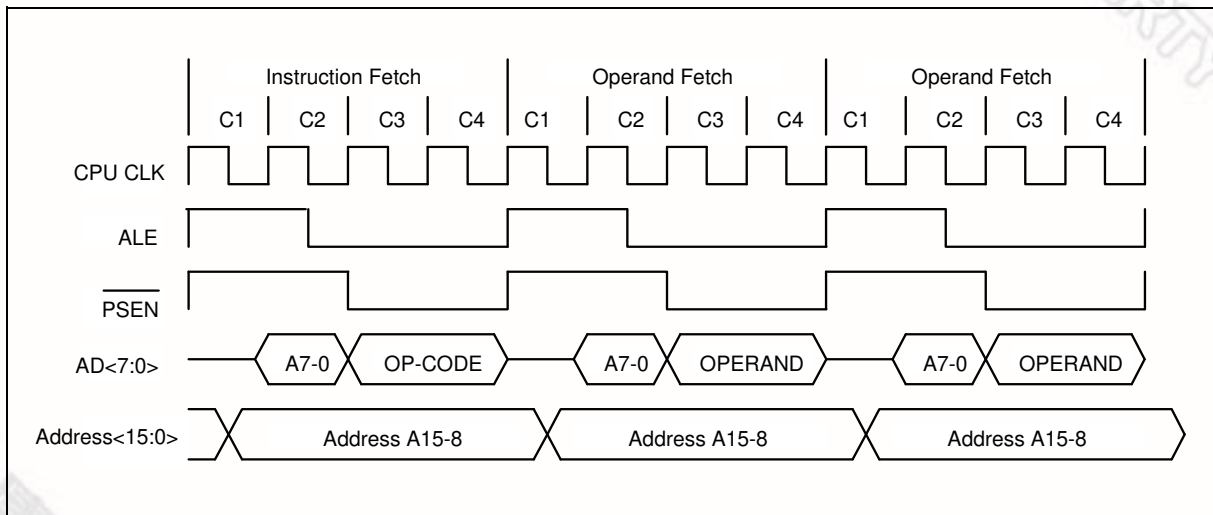 Instruction Fetch Operand Fetch Operand Fetch
C1 C2 C3 C4 C1 C2 C3 C4 C1 C2 C3 C4
CPU CLK
ALE
PSEN
AD<7:0> A7-0 OP-CODE A7-0 OPERAND A7-0 OPERAND
Address<15:0> Address A15-8 Address A15-8 Address A15-8